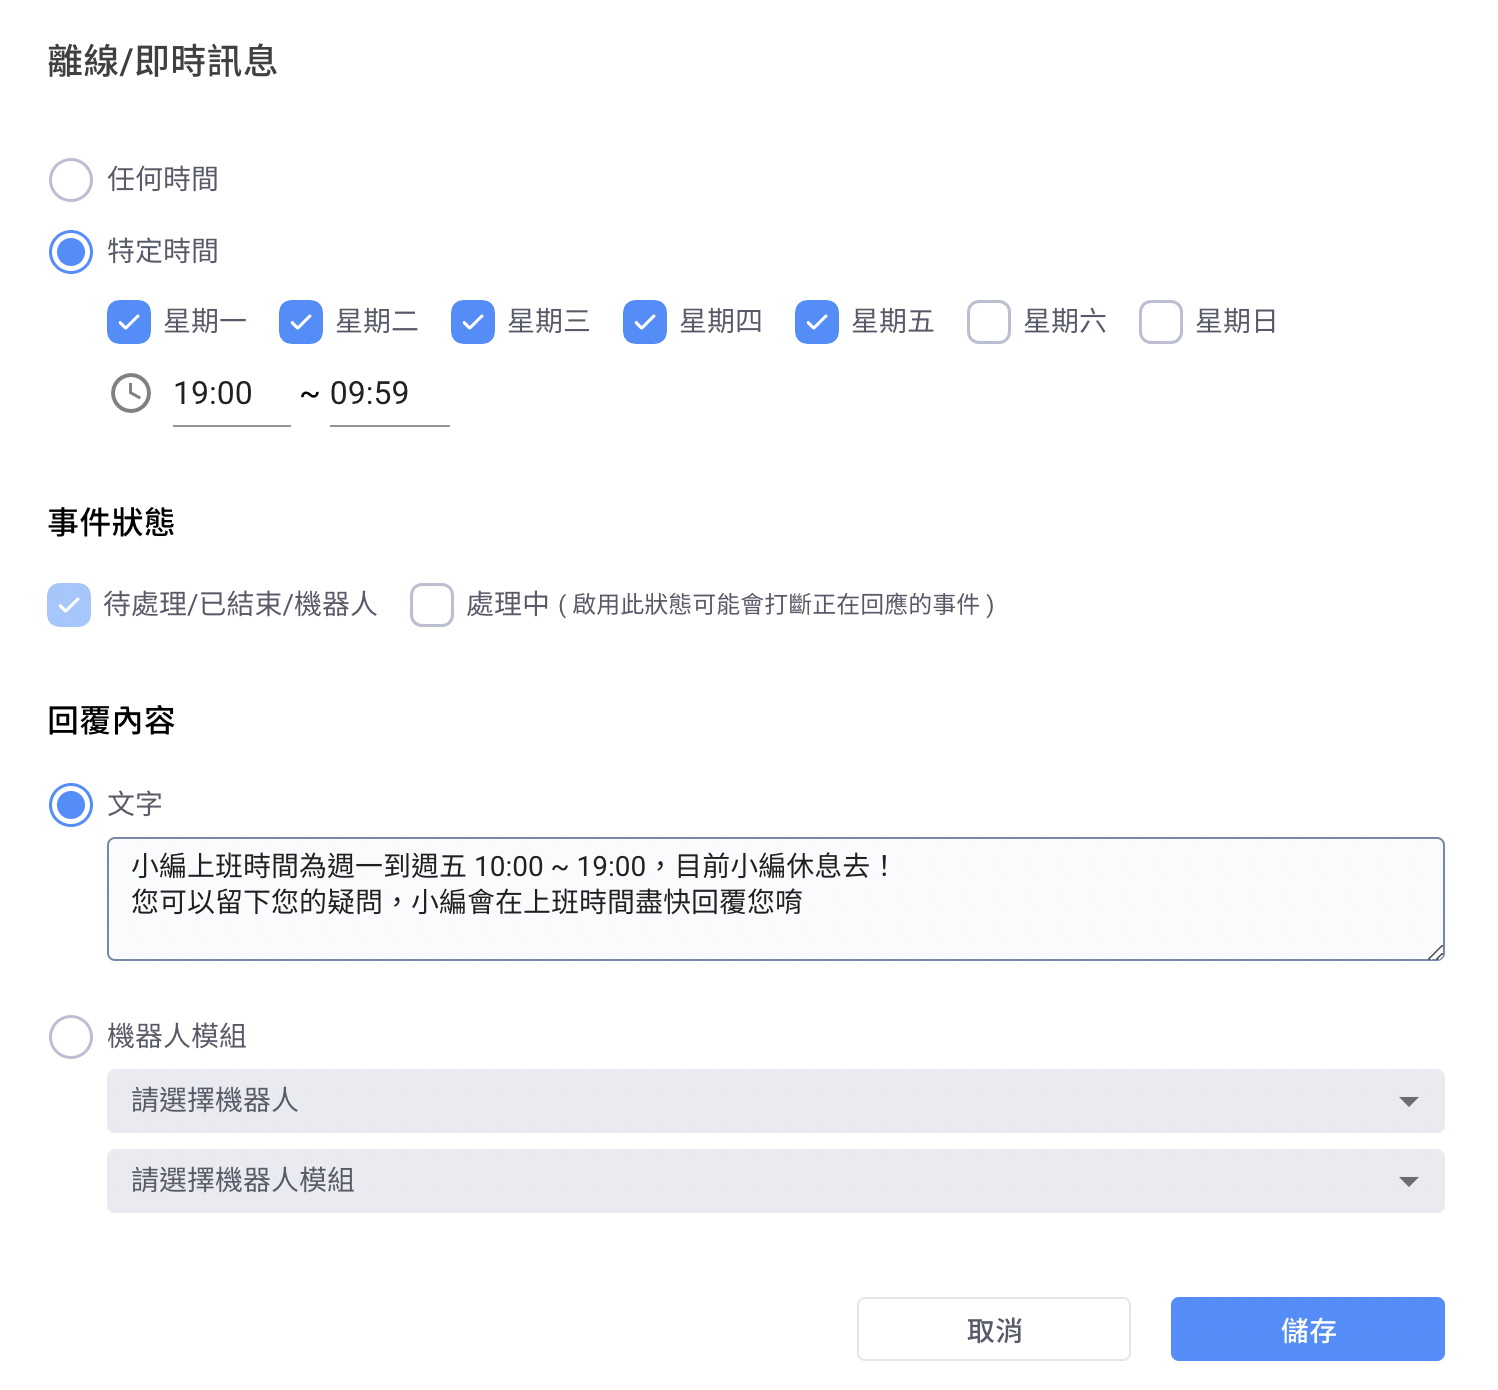 離線/即時訊息
任何時間
特定時間
星期一 星期二 星期三 星期四 星期五 星期六 星期日
19:00 ~ 09:59
事件狀態
待處理/已結束/機器人 處理中 ( 啟用此狀態可能會打斷正在回應的事件 )
回覆內容
文字
小編上班時間為週一到週五 10:00 ~ 19:00，目前小編休息去！
您可以留下您的疑問，小編會在上班時間盡快回覆您唷
機器人模組
請選擇機器人
請選擇機器人模組
取消 儲存